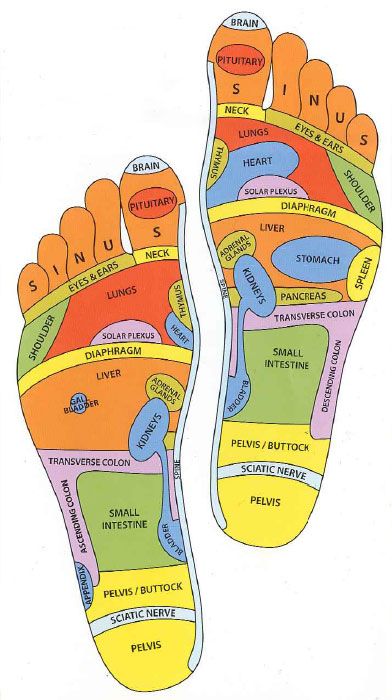 BRAIN
PITUITARY
S I N U S
NECK
EYES & EARS
LUNGS
THYMUS
HEART
SHOULDER
SOLAR PLEXUS
DIAPHRAGM
LIVER
ADRENAL
GLANDS
STOMACH
SPLEEN
KIDNEYS
SPINE
PANCREAS
TRANSVERSE COLON
SMALL
INTESTINE
DESCENDING COLON
BLADDER
PELVIS / BUTTOCK
SCIATIC NERVE
PELVIS
BRAIN
PITUITARY
S I N U S
NECK
EYES & EARS
LUNGS
THYMUS
HEART
SHOULDER
SOLAR PLEXUS
DIAPHRAGM
LIVER
ADRENAL
GLANDS
GAL
BLADDER
KIDNEYS
TRANSVERSE COLON
SPINE
ASCENDING COLON
SMALL
INTESTINE
BLADDER
APPENDIX
PELVIS / BUTTOCK
SCIATIC NERVE
PELVIS